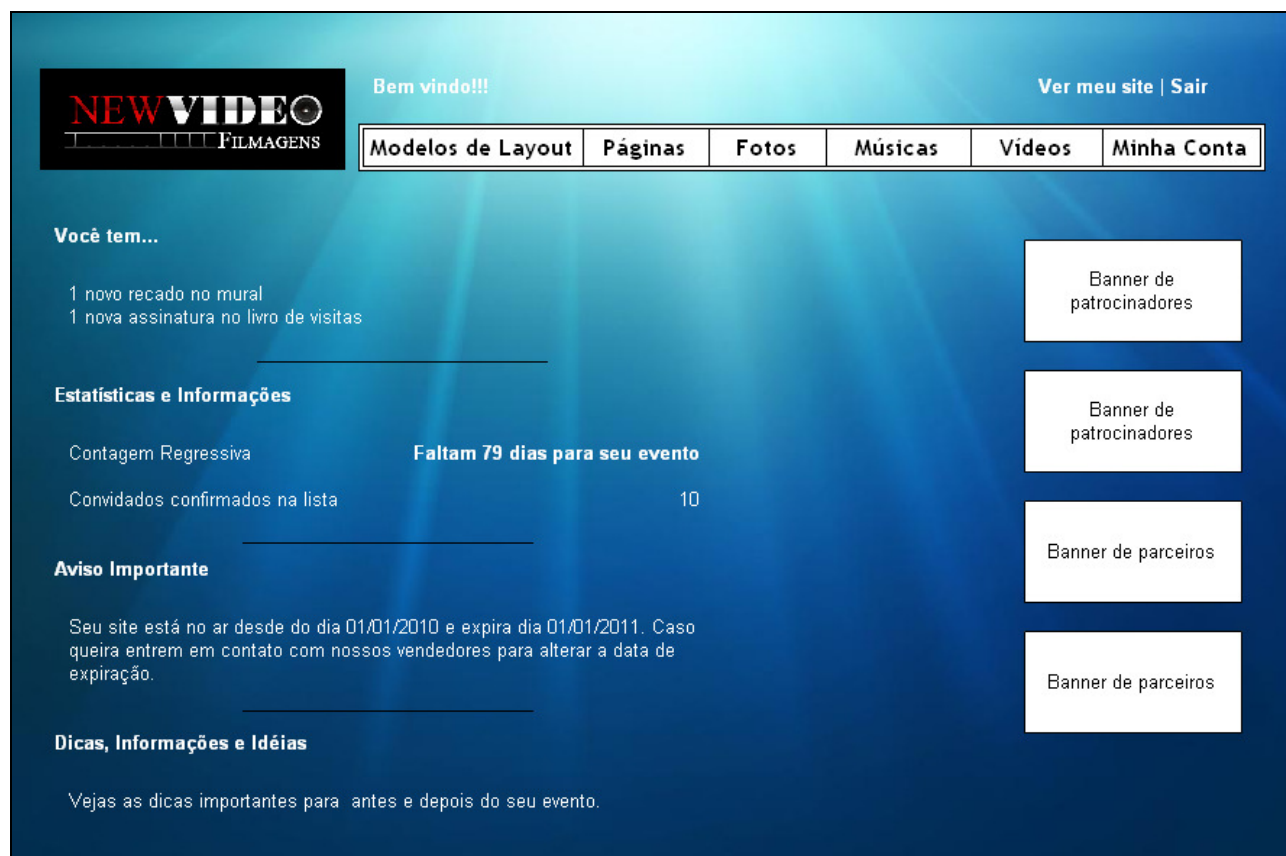 NEWVIDEO
FILMAGENS
Bem vindo!!!
Ver meu site | Sair
Modelos de Layout Páginas Fotos Músicas Vídeos Minha Conta
Você tem...
1 novo recado no mural
1 nova assinatura no livro de visitas
Estatísticas e Informações
Contagem Regressiva Faltam 79 dias para seu evento
Convidados confirmados na lista 10
Aviso Importante
Seu site está no ar desde do dia 01/01/2010 e expira dia 01/01/2011. Caso
queira entrem em contato com nossos vendedores para alterar a data de
expiração.
Dicas, Informações e Idéias
Vejas as dicas importantes para antes e depois do seu evento.
Banner de
patrocinadores
Banner de
patrocinadores
Banner de parceiros
Banner de parceiros